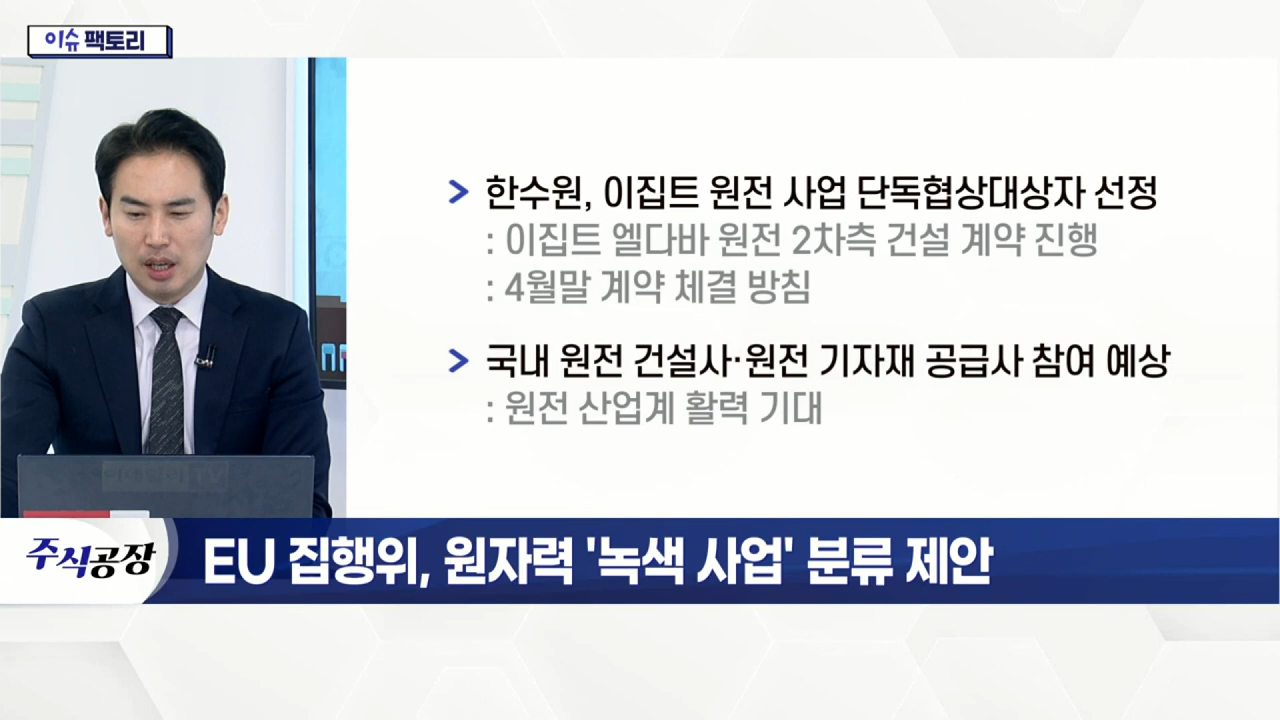 이슈 팩토리
> 한수원, 이집트 원전 사업 단독협상대상자 선정
: 이집트 엘다바 원전 2차측 건설 계약 진행
: 4월말 계약 체결 방침
> 국내 원전 건설사·원전 기자재 공급사 참여 예상
: 원전 산업계 활력 기대
주식공장
EU 집행위, 원자력 '녹색 사업' 분류 제안